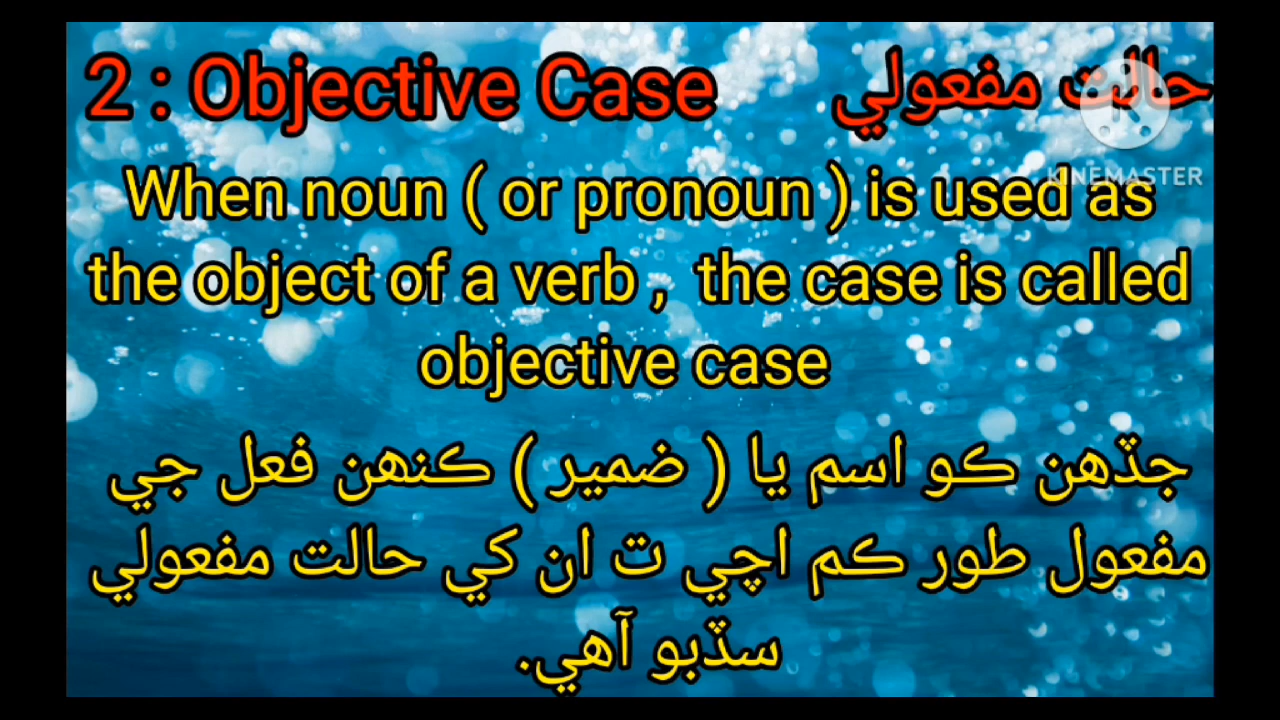 2 : Objective Case حالت مفعولي
KINEMASTER
When noun ( or pronoun ) is used as
the object of a verb , the case is called
objective case
جڏهن ڪو اسم يا ( ضمير ) ڪنهن فعل جي
مفعول طور ڪم اچي ت ان کي حالت مفعولي
سڏبو آهي.